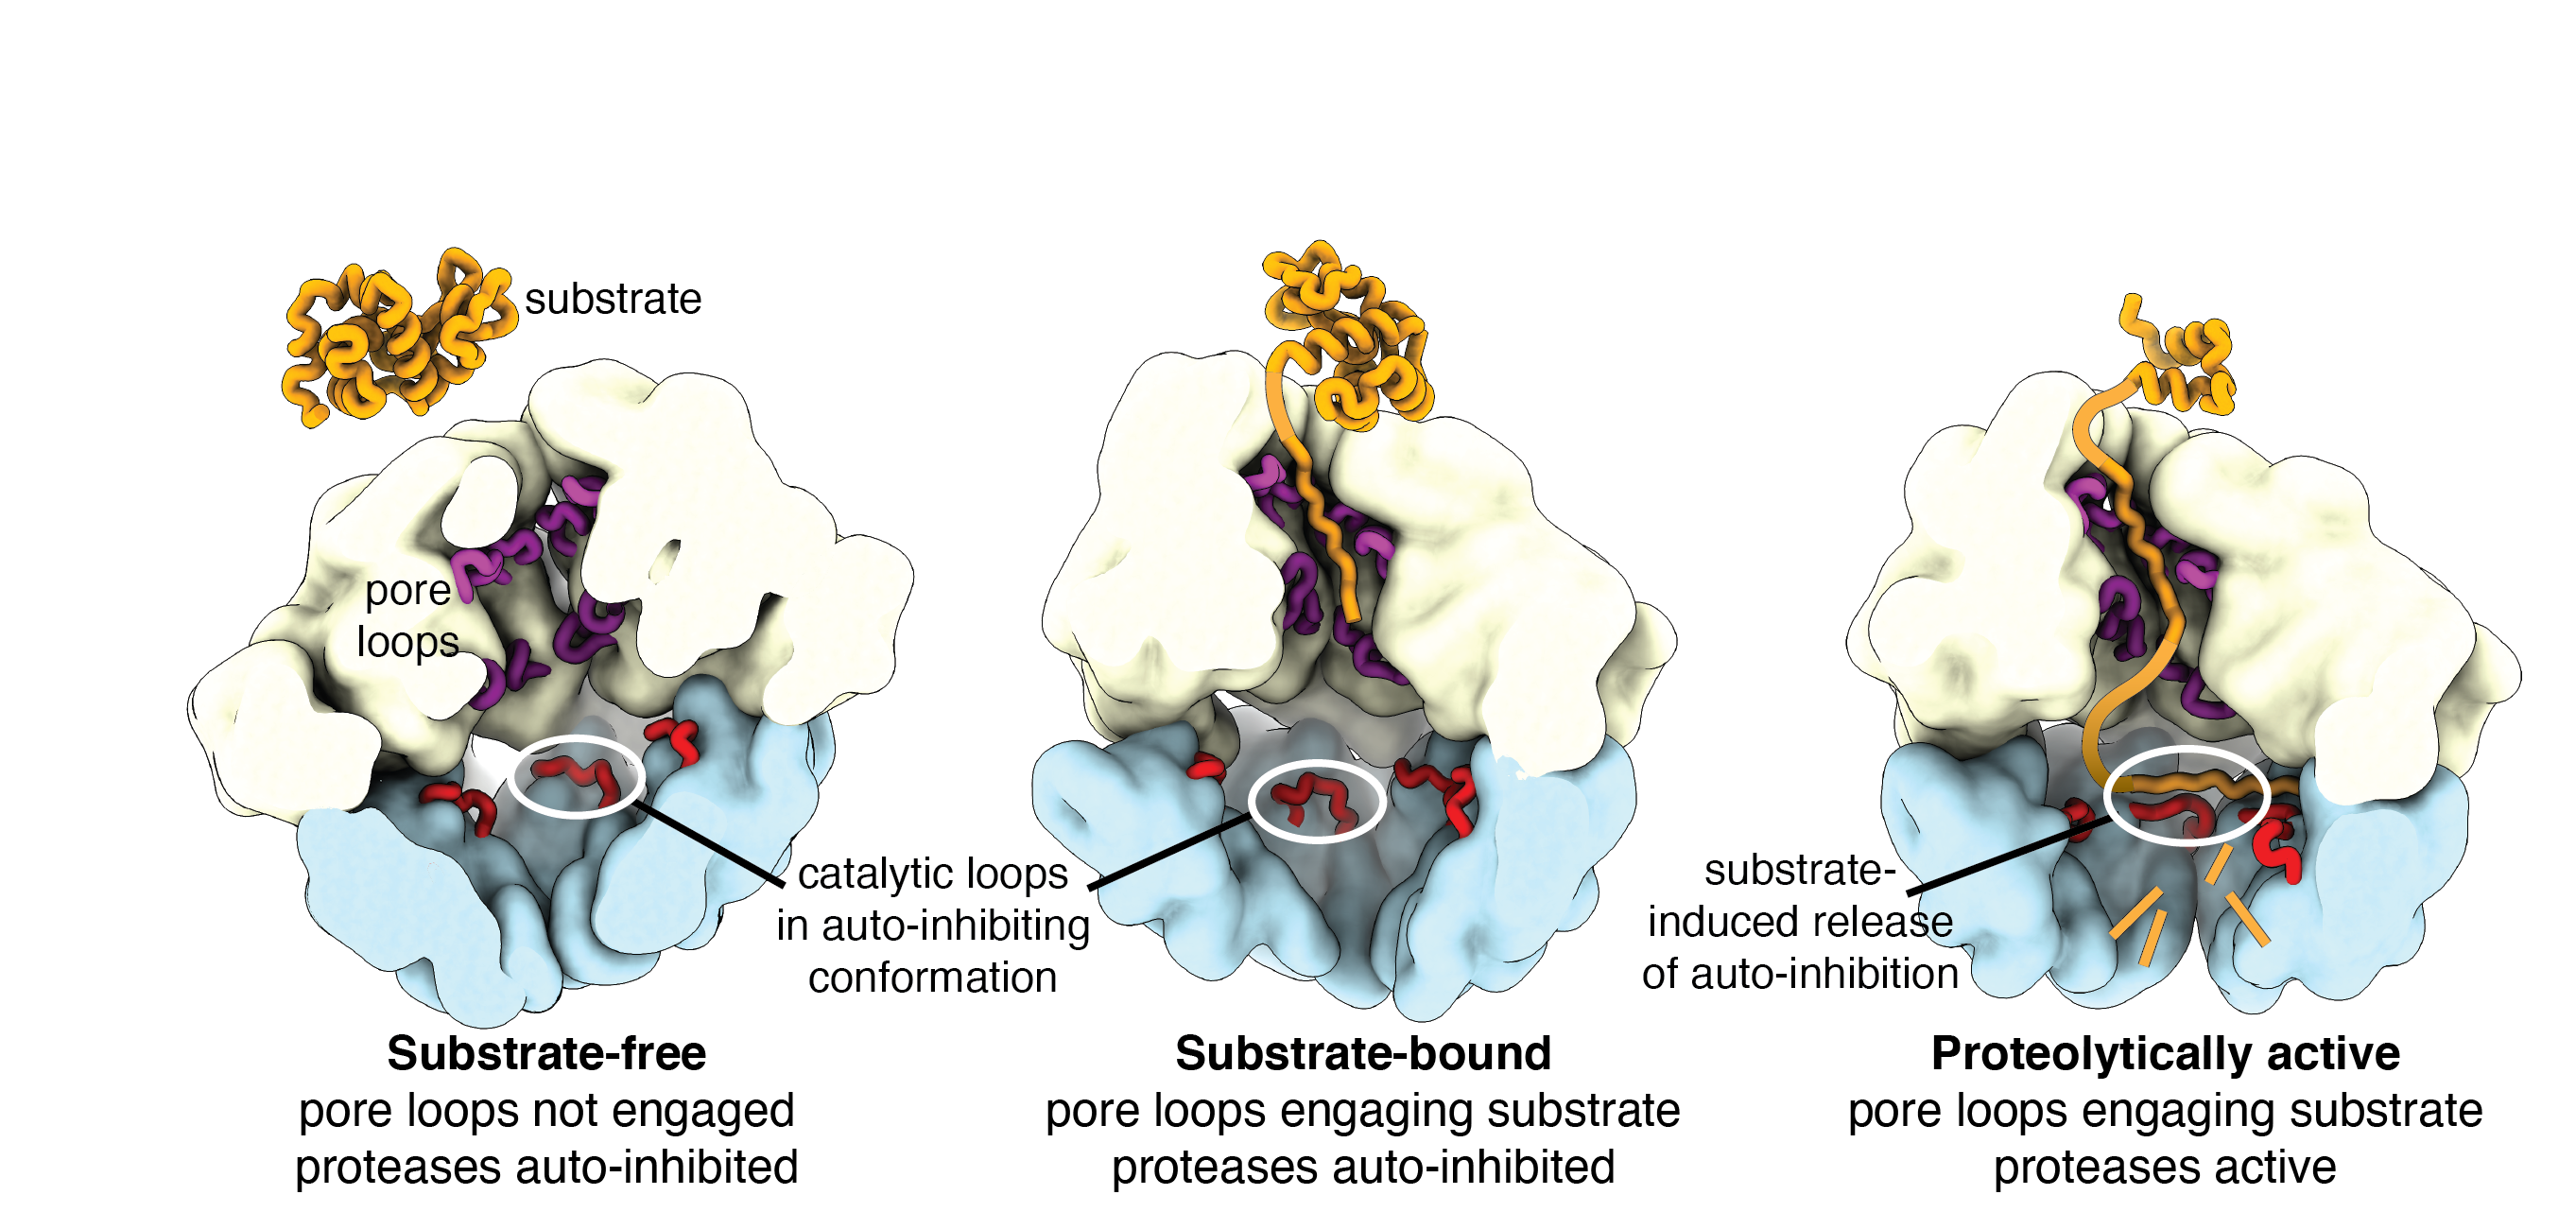 substrate
pore
loops
catalytic loops
in auto-inhibiting
conformation
substrate-
induced release
of auto-inhibition
Substrate-free
pore loops not engaged
proteases auto-inhibited
Substrate-bound
pore loops engaging substrate
proteases auto-inhibited
Proteolytically active
pore loops engaging substrate
proteases active